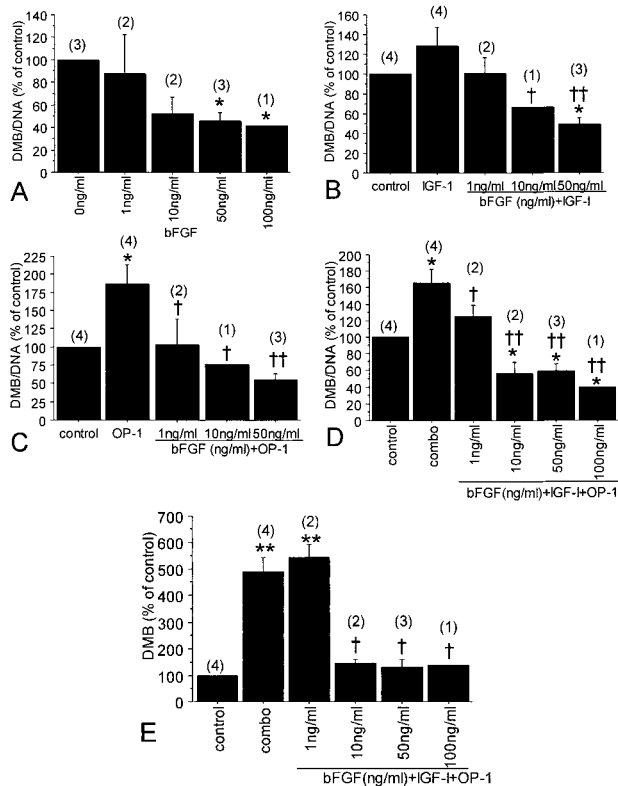 DMB/DNA (% of control)
140
120
100
80
60
40
20
0
(3)
(2)
(2)
(3)
*
(1)
*
0ng/ml
1ng/ml
10ng/ml
50ng/ml
100ng/ml
bFGF
A
DMB/DNA (% of control)
160
140
120
100
80
60
40
20
0
(4)
(4)
(2)
(1)
†
(3)
††
*
control
IGF-1
1ng/ml
10ng/ml
50ng/ml
bFGF (ng/ml)+IGF-I
B
DMB/DNA (% of control)
225
200
175
150
125
100
75
50
25
0
(4)
(4)
*
(2)
†
(1)
†
(3)
††
control
OP-1
1ng/ml
10ng/ml
50ng/ml
bFGF (ng/ml)+OP-1
C
DMB/DNA (% of control)
200
180
160
140
120
100
80
60
40
20
0
(4)
(4)
*
(2)
†
(2)
††
*
(3)
††
*
(1)
††
*
control
combo
1ng/ml
10ng/ml
50ng/ml
100ng/ml
bFGF(ng/ml)+IGF-I+OP-1
D
DMB (% of control)
700
600
500
400
300
200
100
0
(4)
(4)
**
(2)
**
(2)
†
(3)
†
(1)
†
control
combo
1ng/ml
10ng/ml
50ng/ml
100ng/ml
bFGF(ng/ml)+IGF-I+OP-1
E